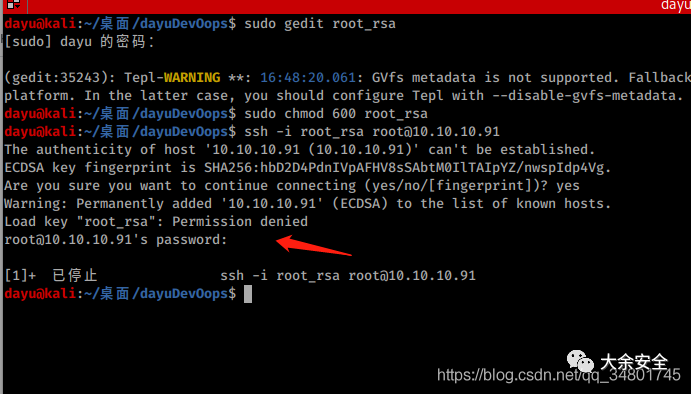 dayu
dayu@kali:~/桌面/dayuDevOops$ sudo gedit root_rsa
[sudo] dayu 的密码：
(gedit:35243): Tepl-WARNING **: 16:48:20.061: GVfs metadata is not supported. Fallback
platform. In the latter case, you should configure Tepl with --disable-gvfs-metadata.
dayu@kali:~/桌面/dayuDevOops$ sudo chmod 600 root_rsa
dayu@kali:~/桌面/dayuDevOops$ ssh -i root_rsa root@10.10.10.91
The authenticity of host '10.10.10.91 (10.10.10.91)' can't be established.
ECDSA key fingerprint is SHA256:hbD2D4PdnIVpAFHV8sSAbtM0IlTAIpYZ/nwspIdp4Vg.
Are you sure you want to continue connecting (yes/no/[fingerprint])? yes
Warning: Permanently added '10.10.10.91' (ECDSA) to the list of known hosts.
Load key "root_rsa": Permission denied
root@10.10.10.91's password:
[1]+ 已停止 ssh -i root_rsa root@10.10.10.91
dayu@kali:~/桌面/dayuDevOops$
大余安全
https://blog.csdn.net/qq_34801745